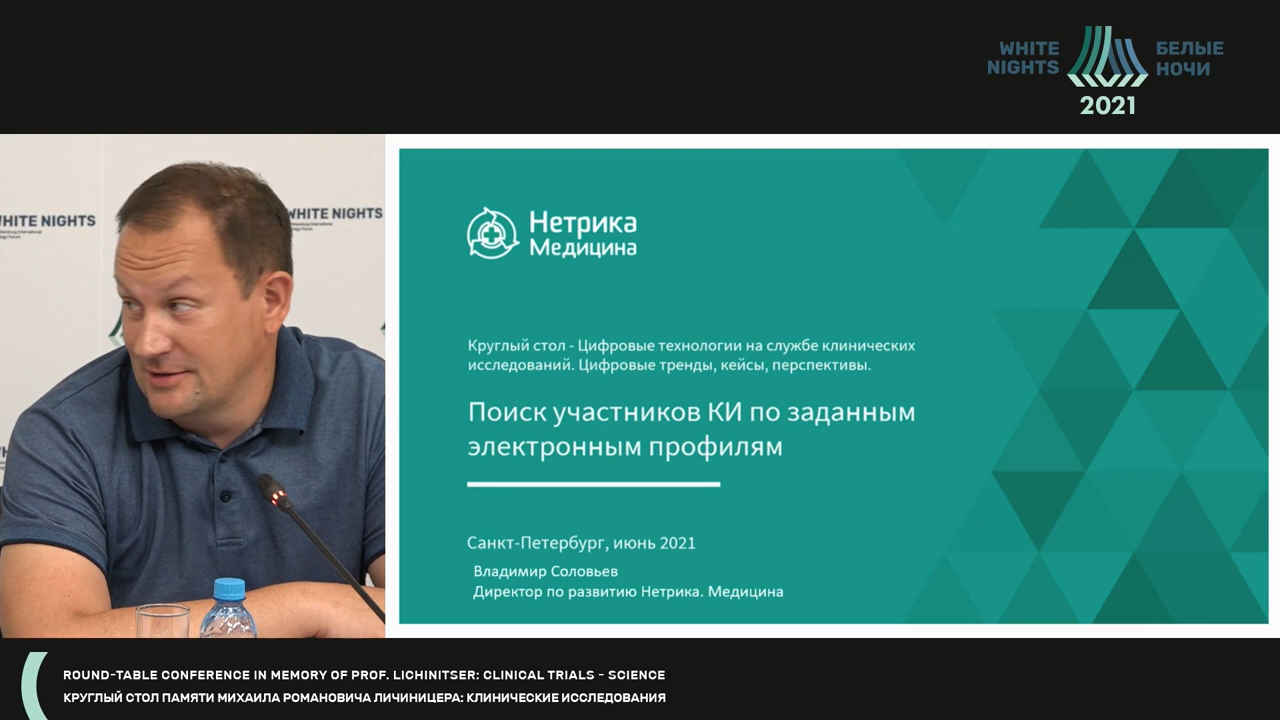 WHITE
NIGHTS
БЕЛЫЕ
НОЧИ
2021
WHITE NIGHTS
WHITE NIGHTS
Нетрика
Медицина
Круглый стол - Цифровые технологии на службе клинических
исследований. Цифровые тренды, кейсы, перспективы.
Поиск участников КИ по заданным
электронным профилям
Санкт-Петербург, июнь 2021
Владимир Соловьев
Директор по развитию Нетрика. Медицина
ROUND-TABLE CONFERENCE IN MEMORY OF PROF. LICHINITSER: CLINICAL TRIALS - SCIENCE
КРУГЛЫЙ СТОЛ ПАМЯТИ МИХАИЛА РОМАНОВИЧА ЛИЧИНИЦЕРА: КЛИНИЧЕСКИЕ ИССЛЕДОВАНИЯ